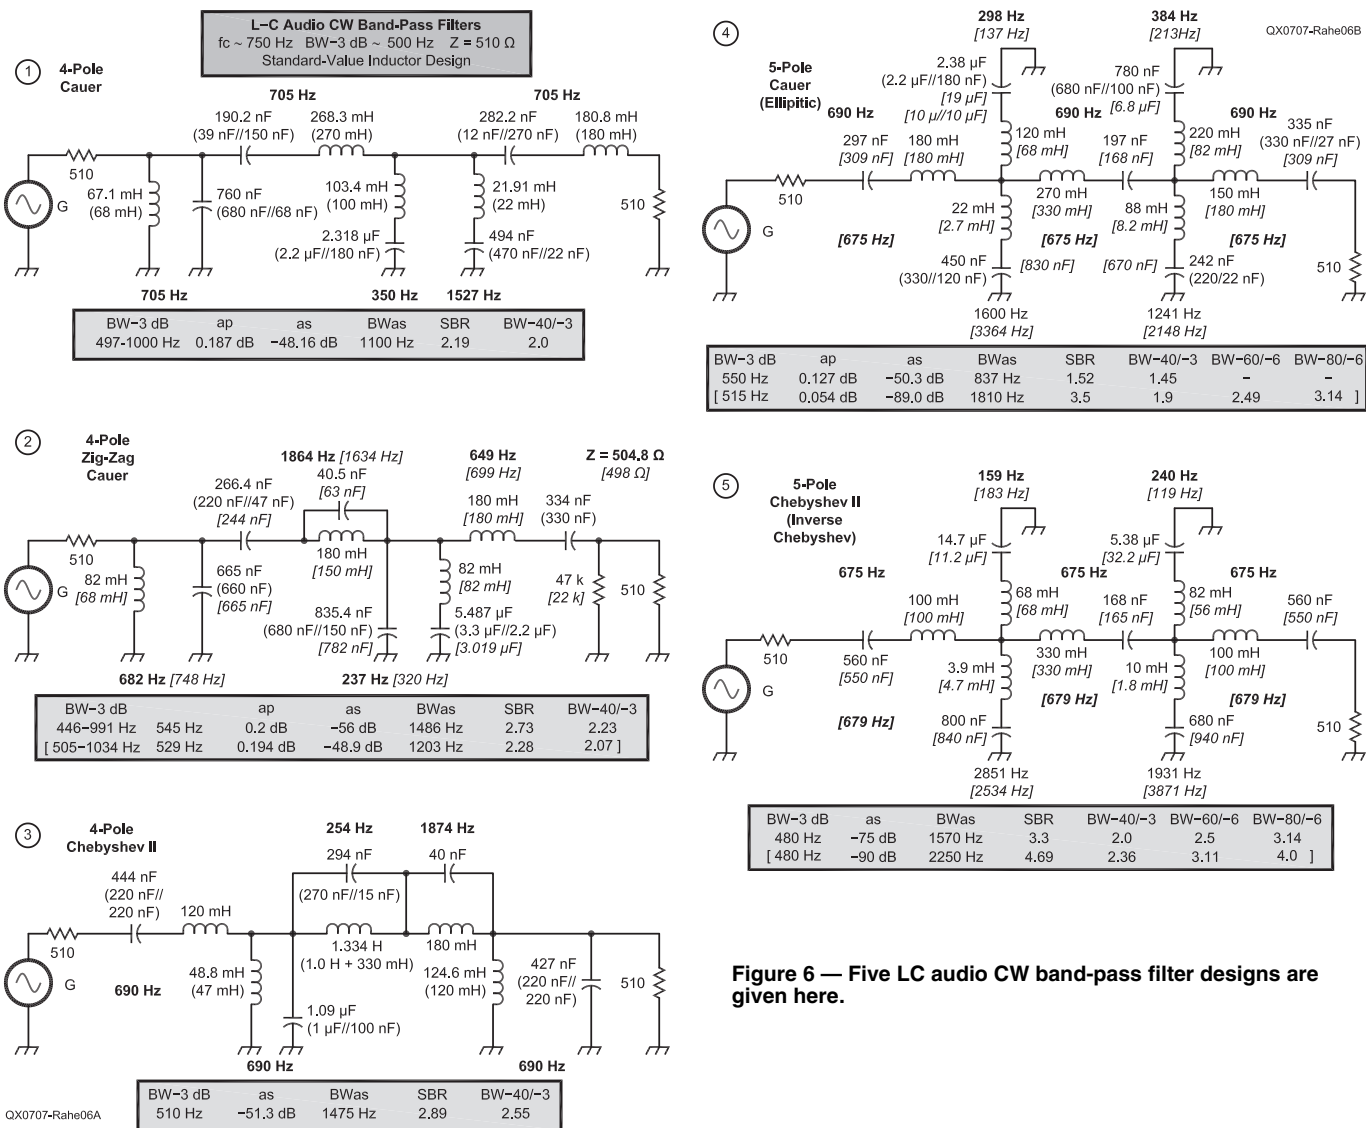 L–C Audio CW Band-Pass Filters
fc ~ 750 Hz BW–3 dB ~ 500 Hz Z = 510 Ω
Standard-Value Inductor Design
1
4-Pole
Cauer
705 Hz
705 Hz
190.2 nF
(39 nF//150 nF)
268.3 mH
(270 mH)
282.2 nF
(12 nF//270 nF)
180.8 mH
(180 mH)
510
G
67.1 mH
(68 mH)
760 nF
(680 nF//68 nF)
103.4 mH
(100 mH)
2.318 µF
(2.2 µF//180 nF)
21.91 mH
(22 mH)
494 nF
(470 nF//22 nF)
510
705 Hz
350 Hz
1527 Hz
BW–3 dB ap as BWas SBR BW-40/-3
497-1000 Hz 0.187 dB –48.16 dB 1100 Hz 2.19 2.0
2
4-Pole
Zig-Zag
Cauer
1864 Hz [1634 Hz]
649 Hz
[699 Hz]
Z = 504.8 Ω
[498 Ω]
266.4 nF
(220 nF//47 nF)
[244 nF]
40.5 nF
[63 nF]
180 mH
[150 mH]
180 mH
[180 mH]
334 nF
(330 nF)
510
G
82 mH
[68 mH]
665 nF
(660 nF)
[665 nF]
835.4 nF
(680 nF//150 nF)
[782 nF]
82 mH
[82 mH]
5.487 µF
(3.3 µF//2.2 µF)
[3.019 µF]
47 k
[22 k]
510
682 Hz [748 Hz]
237 Hz [320 Hz]
BW–3 dB ap as BWas SBR BW-40/-3
446–991 Hz 545 Hz 0.2 dB –56 dB 1486 Hz 2.73 2.23
[ 505–1034 Hz 529 Hz 0.194 dB –48.9 dB 1203 Hz 2.28 2.07 ]
3
4-Pole
Chebyshev II
254 Hz
1874 Hz
444 nF
(220 nF//
220 nF)
120 mH
294 nF
(270 nF//15 nF)
40 nF
1.334 H
(1.0 H + 330 mH)
180 mH
510
G
690 Hz
48.8 mH
(47 mH)
1.09 µF
(1 µF//100 nF)
124.6 mH
(120 mH)
427 nF
(220 nF//
220 nF)
510
690 Hz
690 Hz
BW–3 dB as BWas SBR BW-40/-3
510 Hz –51.3 dB 1475 Hz 2.89 2.55
QX0707-Rahe06A
4
5-Pole
Cauer
(Ellipitic)
298 Hz
[137 Hz]
384 Hz
[213Hz]
QX0707-Rahe06B
2.38 µF
(2.2 µF//180 nF)
[19 µF]
[10 µ//10 µF]
780 nF
(680 nF//100 nF)
[6.8 µF]
690 Hz
690 Hz
690 Hz
297 nF
[309 nF]
180 mH
[180 mH]
120 mH
[68 mH]
197 nF
[168 nF]
220 mH
[82 mH]
335 nF
(330 nF//27 nF)
[309 nF]
510
G
270 mH
[330 mH]
150 mH
[180 mH]
22 mH
[2.7 mH]
88 mH
[8.2 mH]
[675 Hz]
[675 Hz]
[675 Hz]
450 nF
(330//120 nF)
[830 nF]
[670 nF]
242 nF
(220/22 nF)
510
1600 Hz
[3364 Hz]
1241 Hz
[2148 Hz]
BW–3 dB ap as BWas SBR BW–40/–3 BW–60/–6 BW–80/–6
550 Hz 0.127 dB –50.3 dB 837 Hz 1.52 1.45 – –
[ 515 Hz 0.054 dB –89.0 dB 1810 Hz 3.5 1.9 2.49 3.14 ]
5
5-Pole
Chebyshev II
(Inverse
Chebyshev)
159 Hz
[183 Hz]
240 Hz
[119 Hz]
14.7 µF
[11.2 µF]
5.38 µF
[32.2 µF]
675 Hz
675 Hz
675 Hz
100 mH
[100 mH]
68 mH
[68 mH]
168 nF
[165 nF]
82 mH
[56 mH]
560 nF
[550 nF]
510
G
560 nF
[550 nF]
330 mH
[330 mH]
100 mH
[100 mH]
3.9 mH
[4.7 mH]
10 mH
[1.8 mH]
[679 Hz]
[679 Hz]
[679 Hz]
800 nF
[840 nF]
680 nF
[940 nF]
510
2851 Hz
[2534 Hz]
1931 Hz
[3871 Hz]
BW–3 dB as BWas SBR BW–40/–3 BW–60/–6 BW–80/–6
480 Hz –75 dB 1570 Hz 3.3 2.0 2.5 3.14
[ 480 Hz –90 dB 2250 Hz 4.69 2.36 3.11 4.0 ]
Figure 6 — Five LC audio CW band-pass filter designs are
given here.